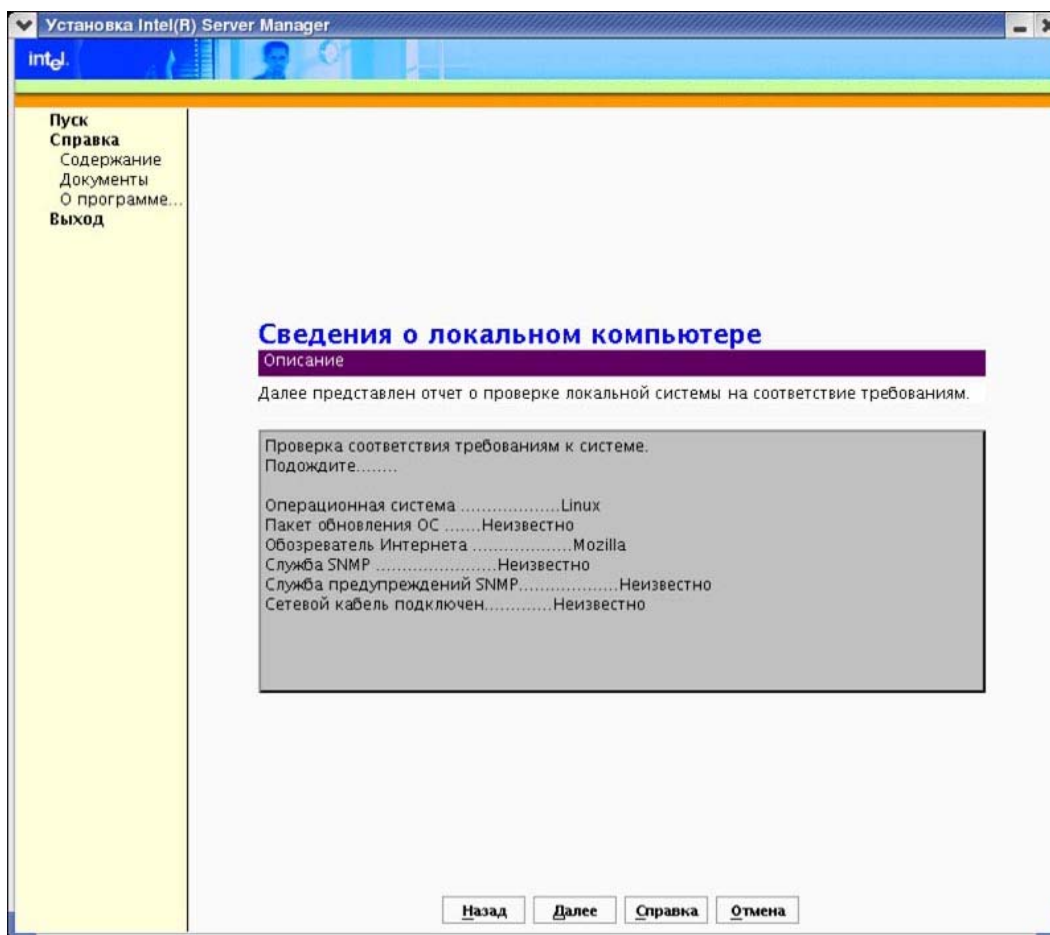 Установка Intel(R) Server Manager
intel.
Пуск
Справка
Содержание
Документы
О программе...
Выход
Сведения о локальном компьютере
Описание
Далее представлен отчет о проверке локальной системы на соответствие требованиям.
Проверка соответствия требованиям к системе.
Подождите........
Операционная система ...................Linux
Пакет обновления ОС .......Неизвестно
Обозреватель Интернета ...................Mozilla
Служба SNMP .......................Неизвестно
Служба предупреждений SNMP...................Неизвестно
Сетевой кабель подключен.............Неизвестно
Назад Далее Справка Отмена